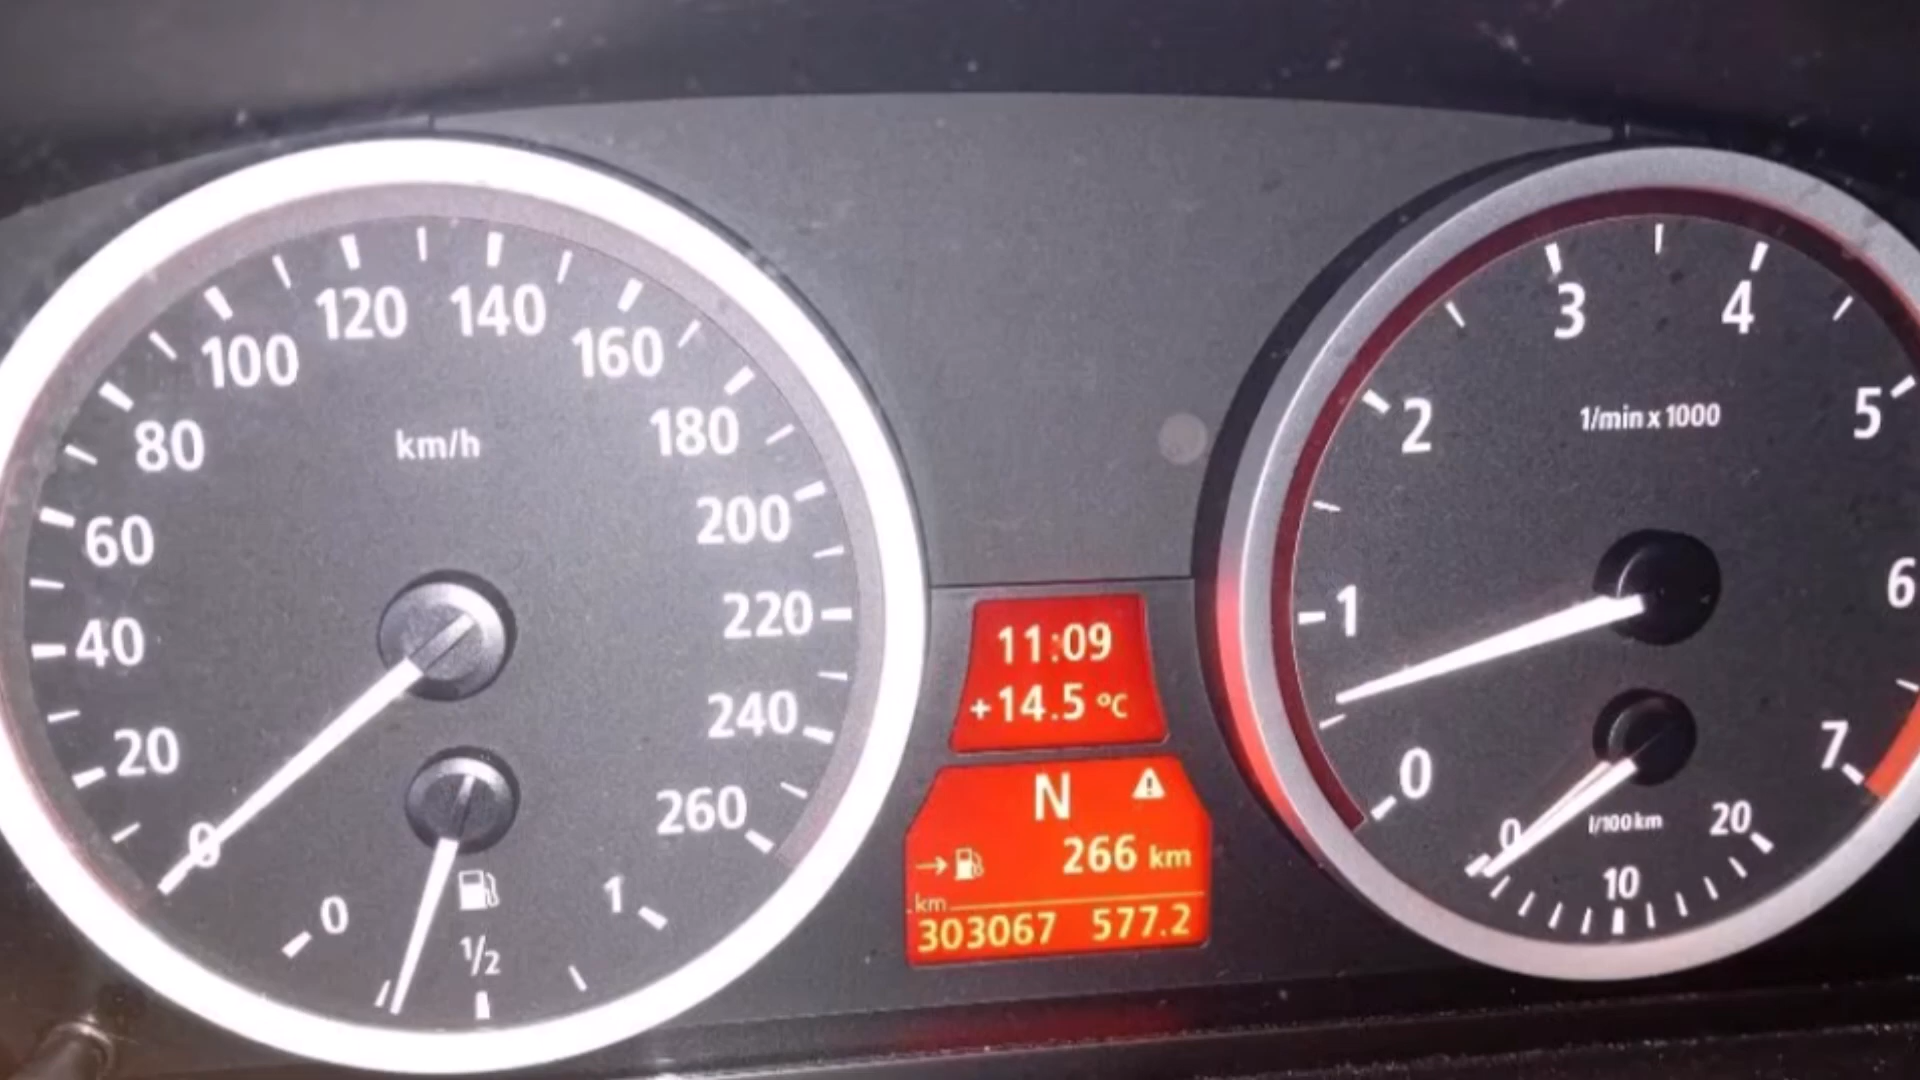 120 140
100 160
80 180
km/h
60 200
40 220
20 240
0 260
0 1/2 1
11:09
+14.5 °C
N
266 km
km
303067 577.2
3 4
2 5
1/min x 1000
1 6
0 7
0 10 20
l/100 km